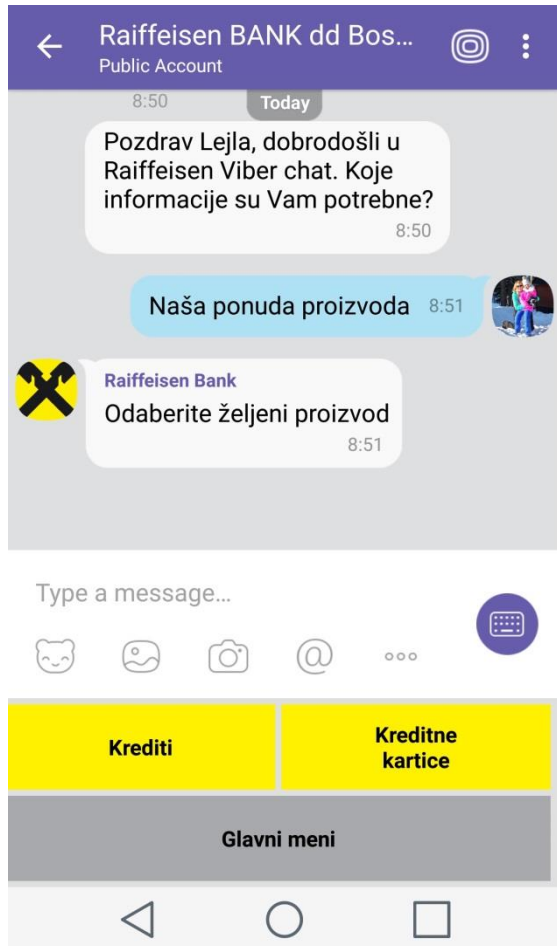 Raiffeisen BANK dd Bos...
Public Account
8:50
Today
Pozdrav Lejla, dobrodošli u
Raiffeisen Viber chat. Koje
informacije su Vam potrebne?
8:50
Naša ponuda proizvoda 8:51
Raiffeisen Bank
Odaberite željeni proizvod
8:51
Type a message...
Krediti
Kreditne
kartice
Glavni meni